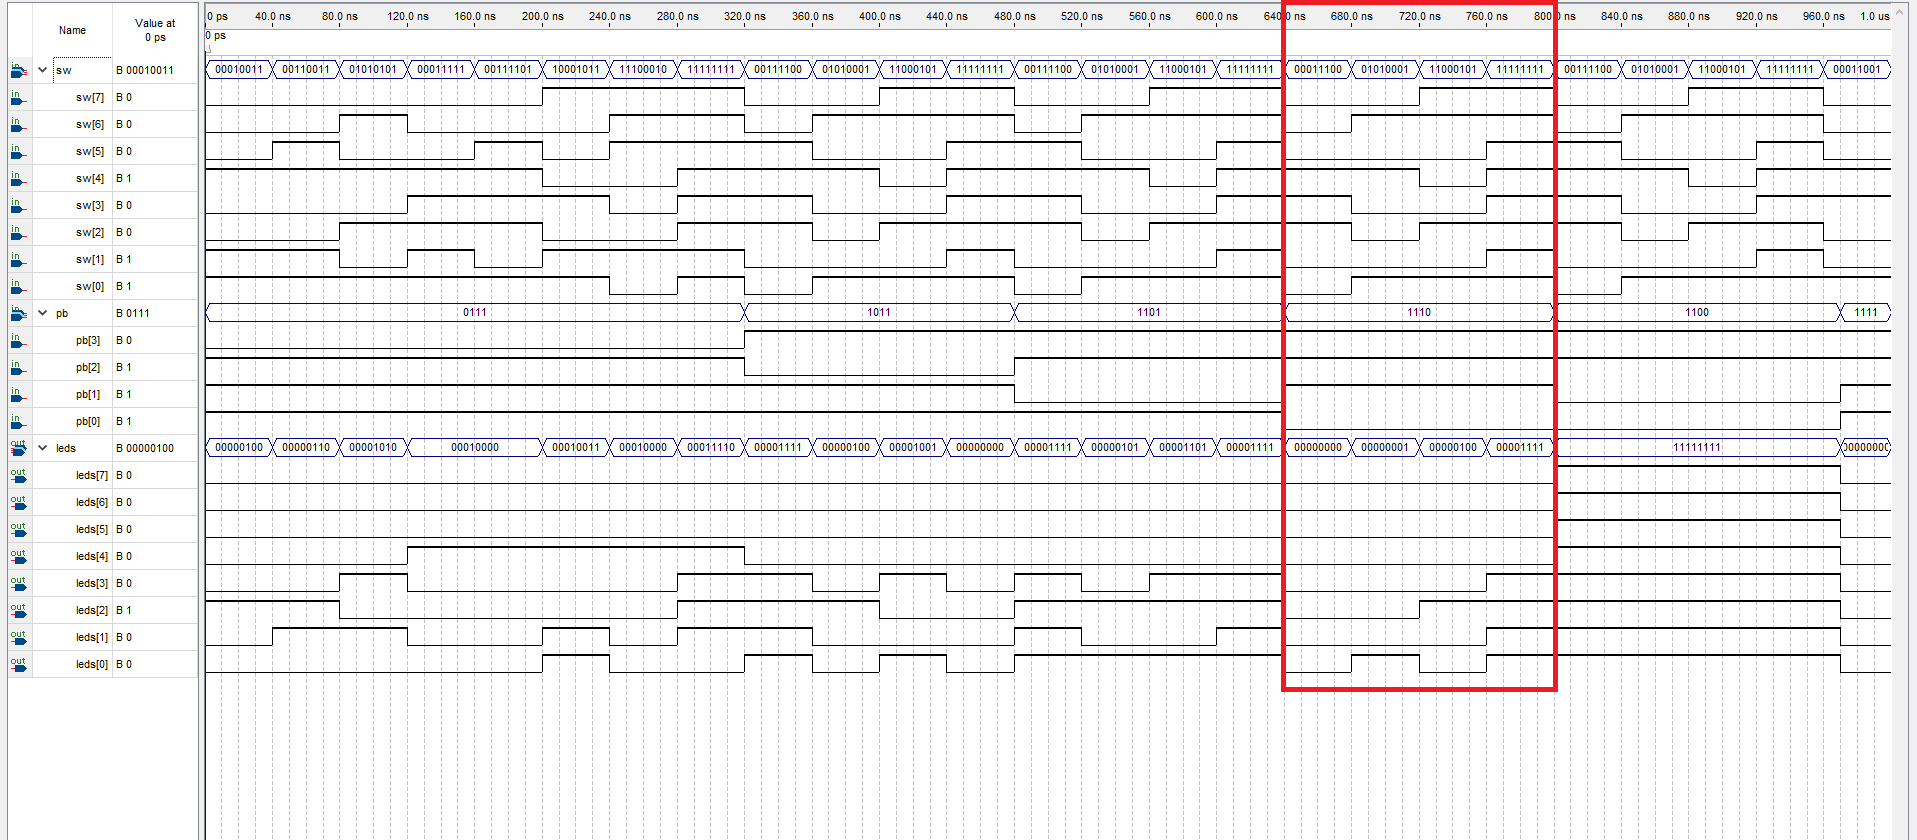 Name Value at 0 ps
0 ps 40.0 ns 80.0 ns 120.0 ns 160.0 ns 200.0 ns 240.0 ns 280.0 ns 320.0 ns 360.0 ns 400.0 ns 440.0 ns 480.0 ns 520.0 ns 560.0 ns 600.0 ns 640.0 ns 680.0 ns 720.0 ns 760.0 ns 800.0 ns 840.0 ns 880.0 ns 920.0 ns 960.0 ns 1.0 us
0 ps
in sw B 00010011 00010011 00110011 01010101 00011111 00111101 10001011 11100010 11111111 00111100 01010001 11000101 11111111 00111100 01010001 11000101 11111111 00011100 01010001 11000101 11111111 00111100 01010001 11000101 11111111 00011001
in sw[7] B 0
in sw[6] B 0
in sw[5] B 0
in sw[4] B 1
in sw[3] B 0
in sw[2] B 0
in sw[1] B 1
in sw[0] B 1
in pb B 0111 0111 1011 1101 1110 1100 1111
in pb[3] B 0
in pb[2] B 1
in pb[1] B 1
in pb[0] B 1
out leds B 00000100 00000100 00000110 00001010 00010000 00010011 00010000 00011110 00001111 00000100 00001001 00000000 00001111 00000101 00001101 00001111 00000000 00000001 00000100 00001111 11111111
out leds[7] B 0
out leds[6] B 0
out leds[5] B 0
out leds[4] B 0
out leds[3] B 0
out leds[2] B 1
out leds[1] B 0
out leds[0] B 0